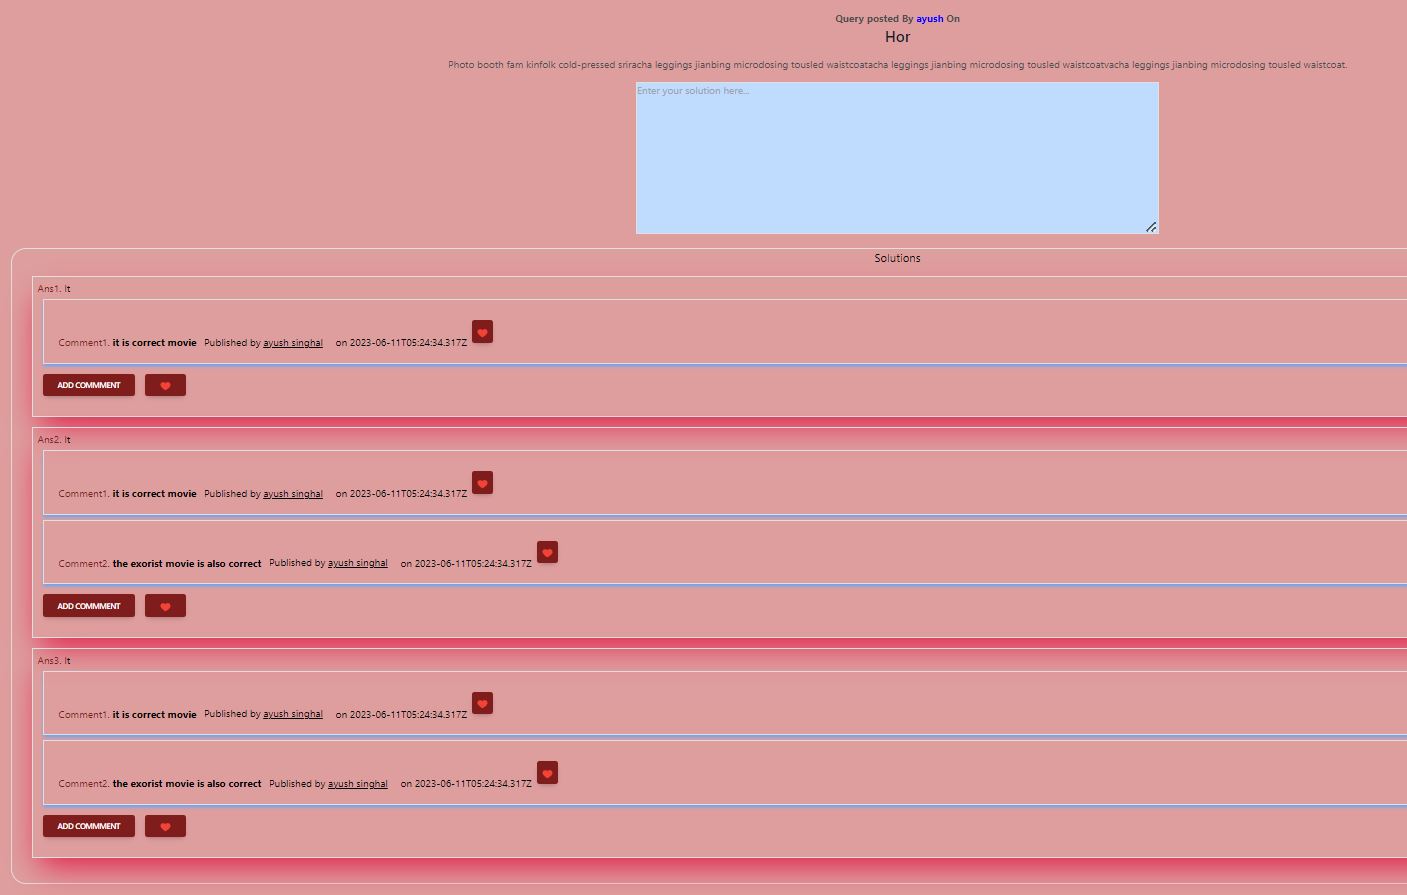 Query posted By ayush On
Hor
Photo booth fam kinfolk cold-pressed sriracha leggings jianbing microdosing tousled waistcoatacha leggings jianbing microdosing tousled waistcoatvacha leggings jianbing microdosing tousled waistcoat.
Enter your solution here...
Solutions
Ans1. It
Comment1. it is correct movie Published by ayush singhal on 2023-06-11T05:24:34.317Z
ADD COMMMENT
Ans2. It
Comment1. it is correct movie Published by ayush singhal on 2023-06-11T05:24:34.317Z
Comment2. the exorist movie is also correct Published by ayush singhal on 2023-06-11T05:24:34.317Z
ADD COMMMENT
Ans3. It
Comment1. it is correct movie Published by ayush singhal on 2023-06-11T05:24:34.317Z
Comment2. the exorist movie is also correct Published by ayush singhal on 2023-06-11T05:24:34.317Z
ADD COMMMENT